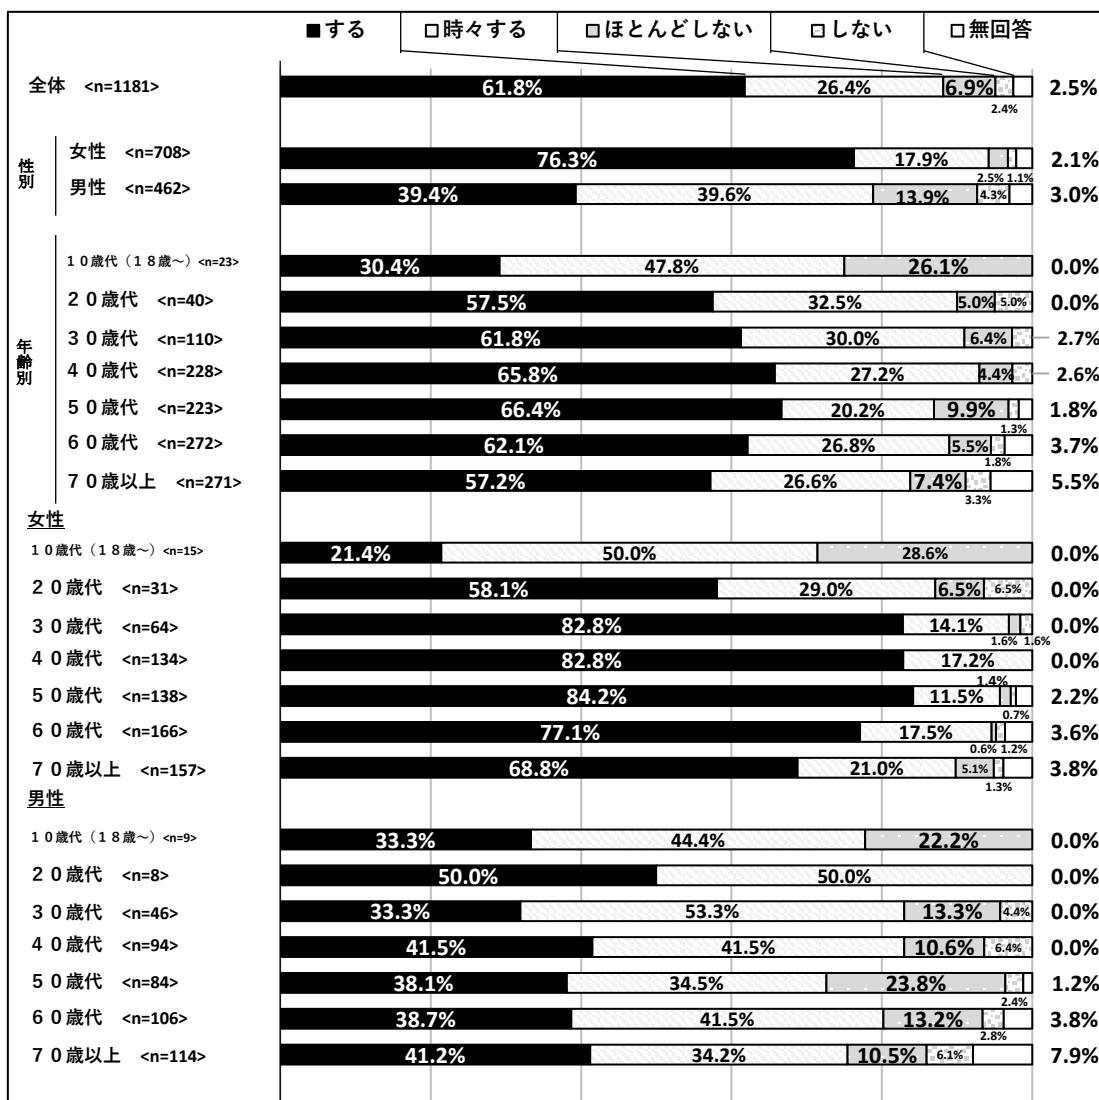 ■する □時々する □ほとんどしない □しない □無回答
全体 <n=1181> 61.8% 26.4% 6.9% 2.4% 2.5%
性別
女性 <n=708> 76.3% 17.9% 2.5% 1.1% 2.1%
男性 <n=462> 39.4% 39.6% 13.9% 4.3% 3.0%
年齢別
10歳代（18歳～）<n=23> 30.4% 47.8% 26.1% 0.0%
20歳代 <n=40> 57.5% 32.5% 5.0% 5.0% 0.0%
30歳代 <n=110> 61.8% 30.0% 6.4% 2.7%
40歳代 <n=228> 65.8% 27.2% 4.4% 2.6%
50歳代 <n=223> 66.4% 20.2% 9.9% 1.3% 1.8%
60歳代 <n=272> 62.1% 26.8% 5.5% 1.8% 3.7%
70歳以上 <n=271> 57.2% 26.6% 7.4% 3.3% 5.5%
女性
10歳代（18歳～）<n=15> 21.4% 50.0% 28.6% 0.0%
20歳代 <n=31> 58.1% 29.0% 6.5% 6.5% 0.0%
30歳代 <n=64> 82.8% 14.1% 1.6% 1.6% 0.0%
40歳代 <n=134> 82.8% 17.2% 0.0%
50歳代 <n=138> 84.2% 11.5% 1.4% 0.7% 2.2%
60歳代 <n=166> 77.1% 17.5% 0.6% 1.2% 3.6%
70歳以上 <n=157> 68.8% 21.0% 5.1% 1.3% 3.8%
男性
10歳代（18歳～）<n=9> 33.3% 44.4% 22.2% 0.0%
20歳代 <n=8> 50.0% 50.0% 0.0%
30歳代 <n=46> 33.3% 53.3% 13.3% 4.4% 0.0%
40歳代 <n=94> 41.5% 41.5% 10.6% 6.4% 0.0%
50歳代 <n=84> 38.1% 34.5% 23.8% 2.4% 1.2%
60歳代 <n=106> 38.7% 41.5% 13.2% 2.8% 3.8%
70歳以上 <n=114> 41.2% 34.2% 10.5% 6.1% 7.9%